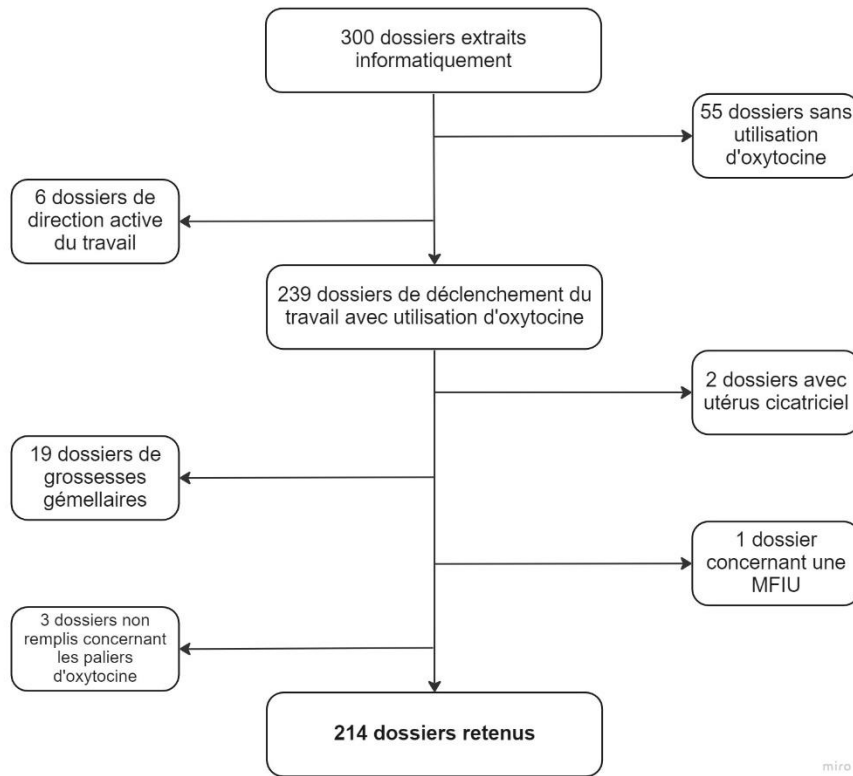 300 dossiers extraits
informatiquement
55 dossiers sans
utilisation
d'oxytocine
6 dossiers de
direction active
du travail
239 dossiers de déclenchement du
travail avec utilisation d'oxytocine
2 dossiers avec
utérus cicatriciel
19 dossiers de
grossesses
gémellaires
1 dossier
concernant une
MFIU
3 dossiers non
remplis concernant
les paliers
d'oxytocine
214 dossiers retenus
miro